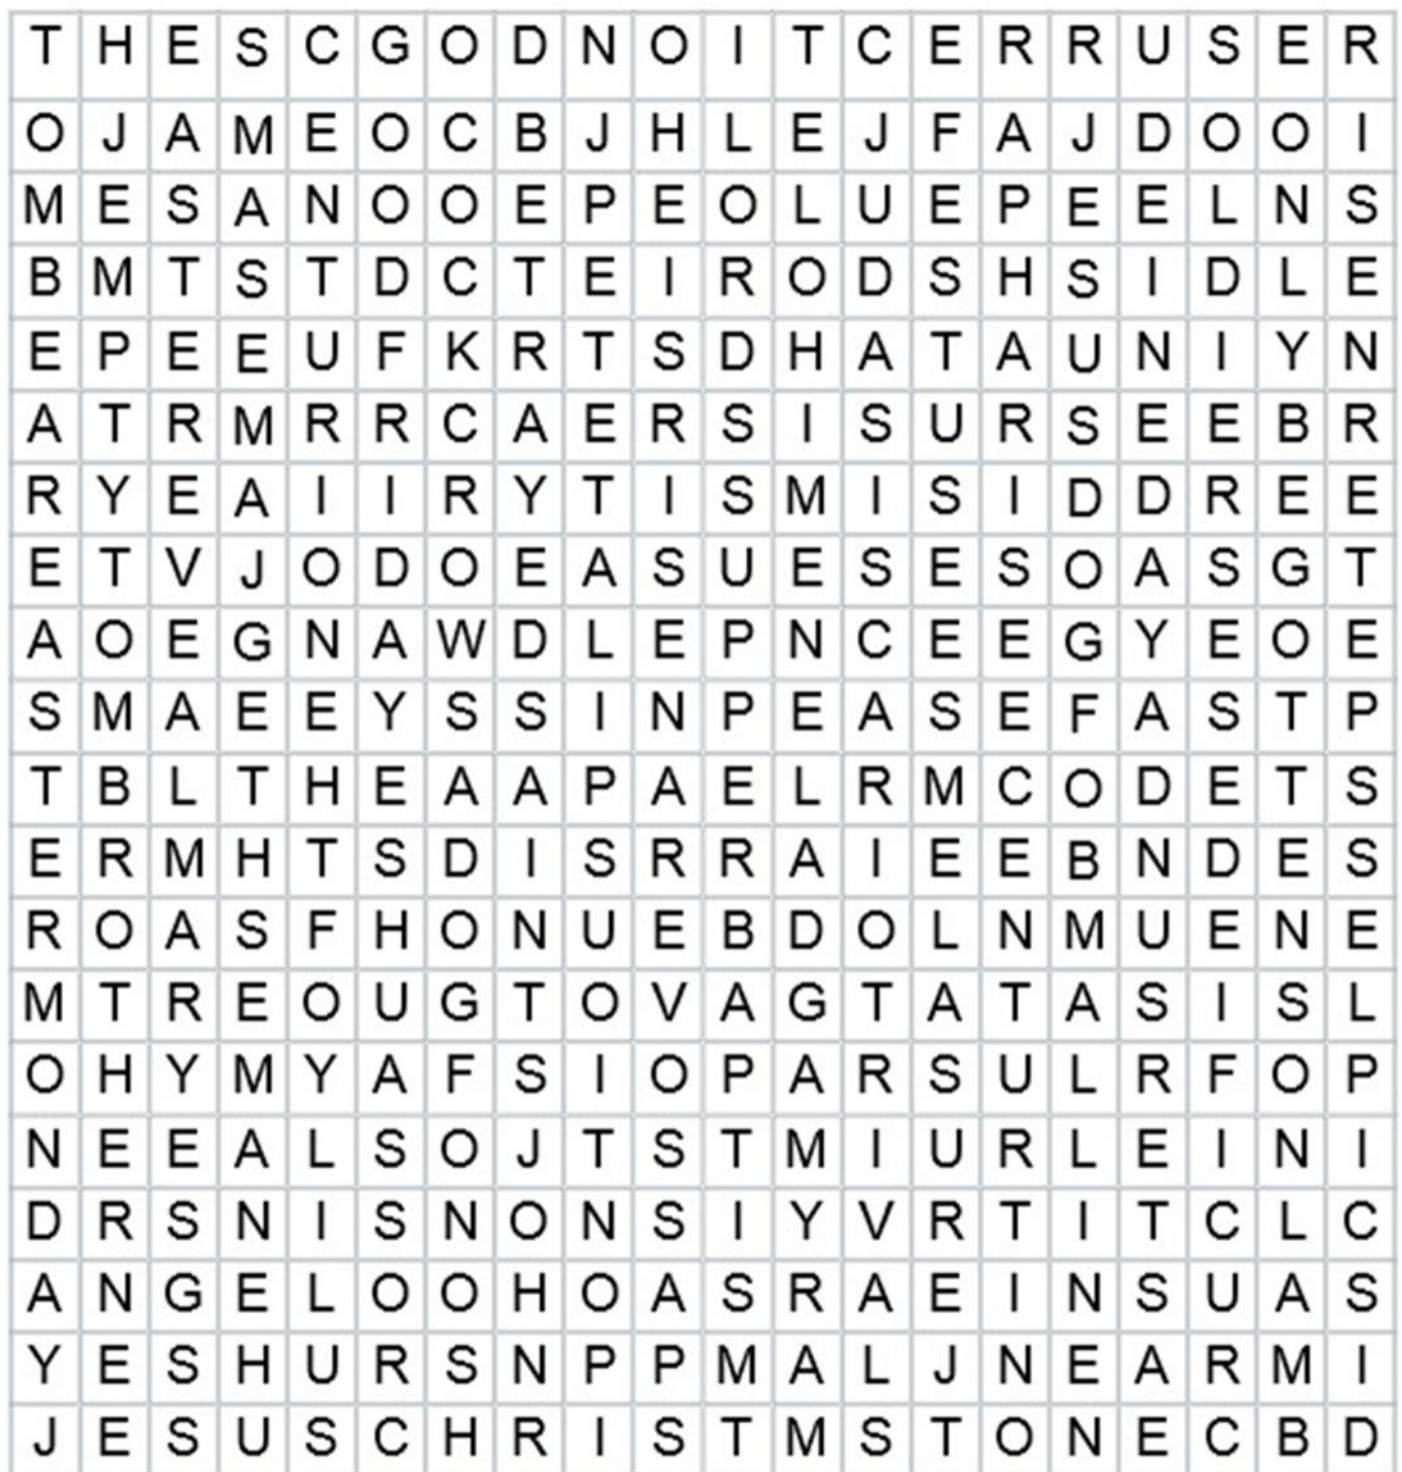 T H E S C G O D N O I T C E R R U S E R
O J A M E O C B J H L E J F A J D O O I
M E S A N O O E P E O L U E P E E L N S
B M T S T D C T E I R O D S H S I D L E
E P E E U F K R T S D H A T A U N I Y N
A T R M R R C A E R S I S U R S E E B R
R Y E A I I R Y T I S M I S I D D R E E
E T V J O D O E A S U E S E S O A S G T
A O E G N A W D L E P N C E E G Y E O E
S M A E E Y S S I N P E A S E F A S T P
T B L T H E A A P A E L R M C O D E T S
E R M H T S D I S R R A I E E B N D E S
R O A S F H O N U E B D O L N M U E N E
M T R E O U G T O V A G T A T A S I S L
O H Y M Y A F S I O P A R S U L R F O P
N E E A L S O J T S T M I U R L E I N I
D R S N I S N O N S I Y V R T I T C L C
A N G E L O O H O A S R A E I N S U A S
Y E S H U R S N P P M A L J N E A R M I
J E S U S C H R I S T M S T O N E C B D